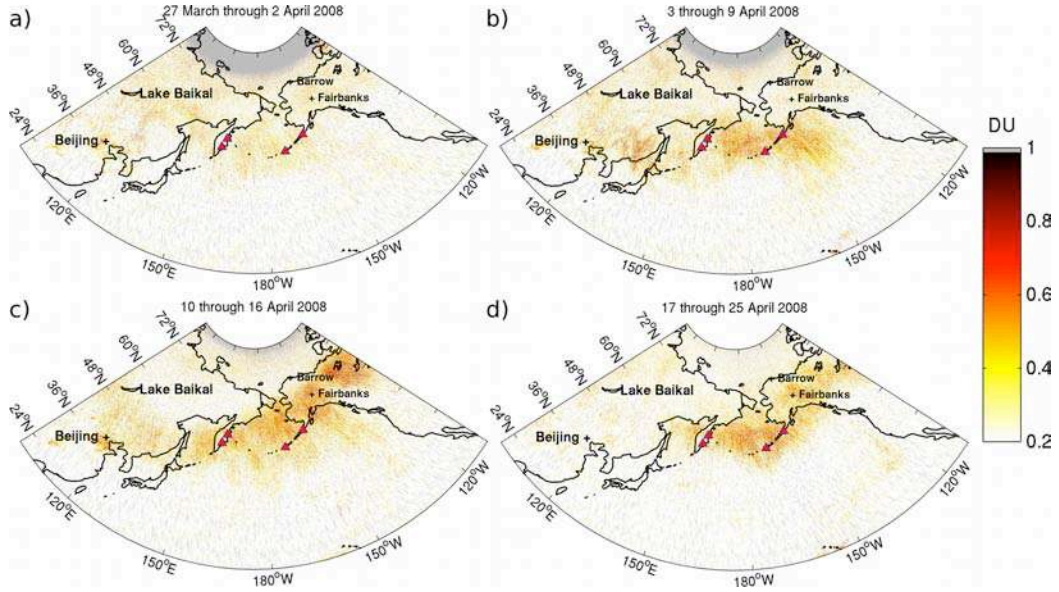 a) 27 March through 2 April 2008
72°N
60°N
48°N
36°N
24°N
Lake Baikal
Barrow
Fairbanks
Beijing
120°E
150°E
180°W
150°W
120°W
b) 3 through 9 April 2008
72°N
60°N
48°N
36°N
24°N
Lake Baikal
Barrow
Fairbanks
Beijing
120°E
150°E
180°W
150°W
120°W
DU
1
0.8
0.6
0.4
0.2
c) 10 through 16 April 2008
72°N
60°N
48°N
36°N
24°N
Lake Baikal
Barrow
Fairbanks
Beijing
120°E
150°E
180°W
150°W
120°W
d) 17 through 25 April 2008
72°N
60°N
48°N
36°N
24°N
Lake Baikal
Barrow
Fairbanks
Beijing
120°E
150°E
180°W
150°W
120°W